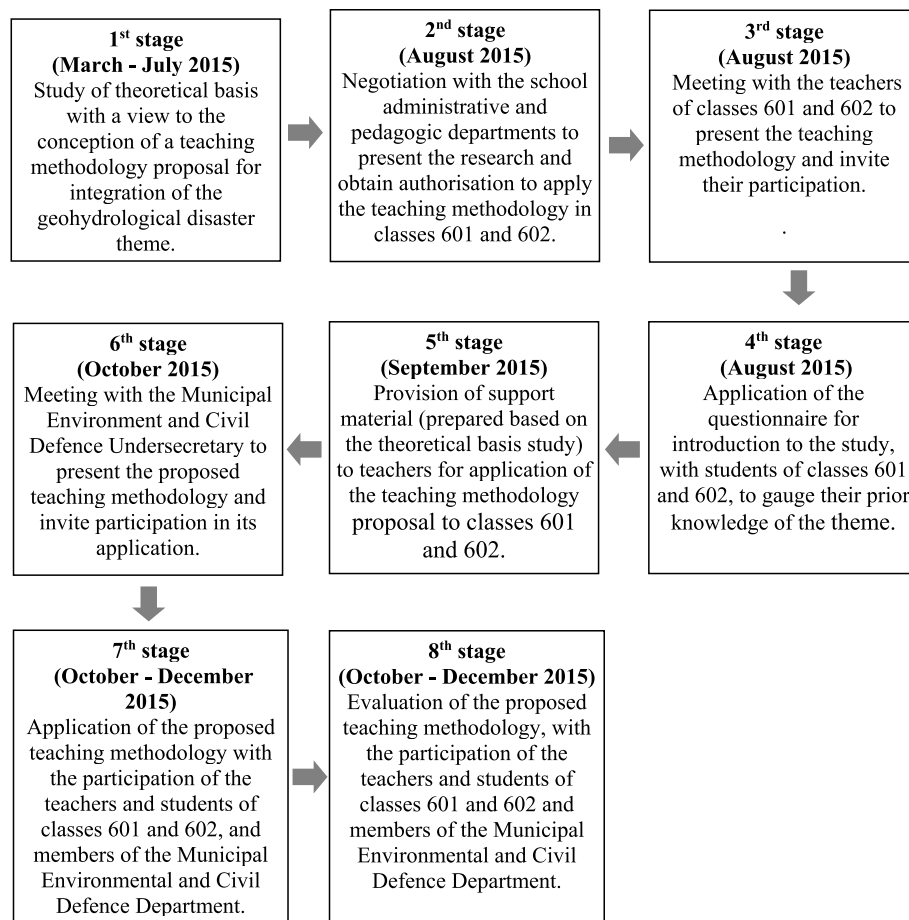 1st stage
(March - July 2015)
Study of theoretical basis
with a view to the
conception of a teaching
methodology proposal for
integration of the
geohydrological disaster
theme.
2nd stage
(August 2015)
Negotiation with the school
administrative and
pedagogic departments to
present the research and
obtain authorisation to apply
the teaching methodology in
classes 601 and 602.
3rd stage
(August 2015)
Meeting with the teachers
of classes 601 and 602 to
present the teaching
methodology and invite
their participation.
.
4th stage
(August 2015)
Application of the
questionnaire for
introduction to the study,
with students of classes 601
and 602, to gauge their prior
knowledge of the theme.
5th stage
(September 2015)
Provision of support
material (prepared based on
the theoretical basis study)
to teachers for application of
the teaching methodology
proposal to classes 601
and 602.
6th stage
(October 2015)
Meeting with the Municipal
Environment and Civil
Defence Undersecretary to
present the proposed
teaching methodology and
invite participation in its
application.
7th stage
(October - December
2015)
Application of the proposed
teaching methodology with
the participation of the
teachers and students of
classes 601 and 602, and
members of the Municipal
Environmental and Civil
Defence Department.
8th stage
(October - December 2015)
Evaluation of the proposed
teaching methodology, with
the participation of the
teachers and students of
classes 601 and 602 and
members of the Municipal
Environmental and Civil
Defence Department.